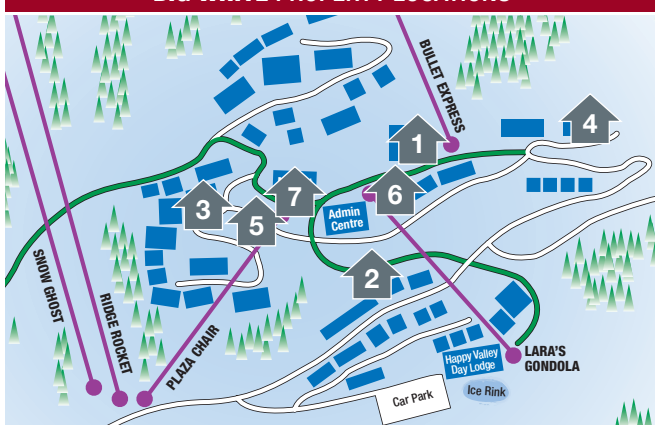 BULLET EXPRESS
4
1
6
7
3
5
Admin
Centre
2
SNOW GHOST
RIDGE ROCKET
PLAZA CHAIR
LARA'S
GONDOLA
Happy Valley
Day Lodge
Ice Rink
Car Park